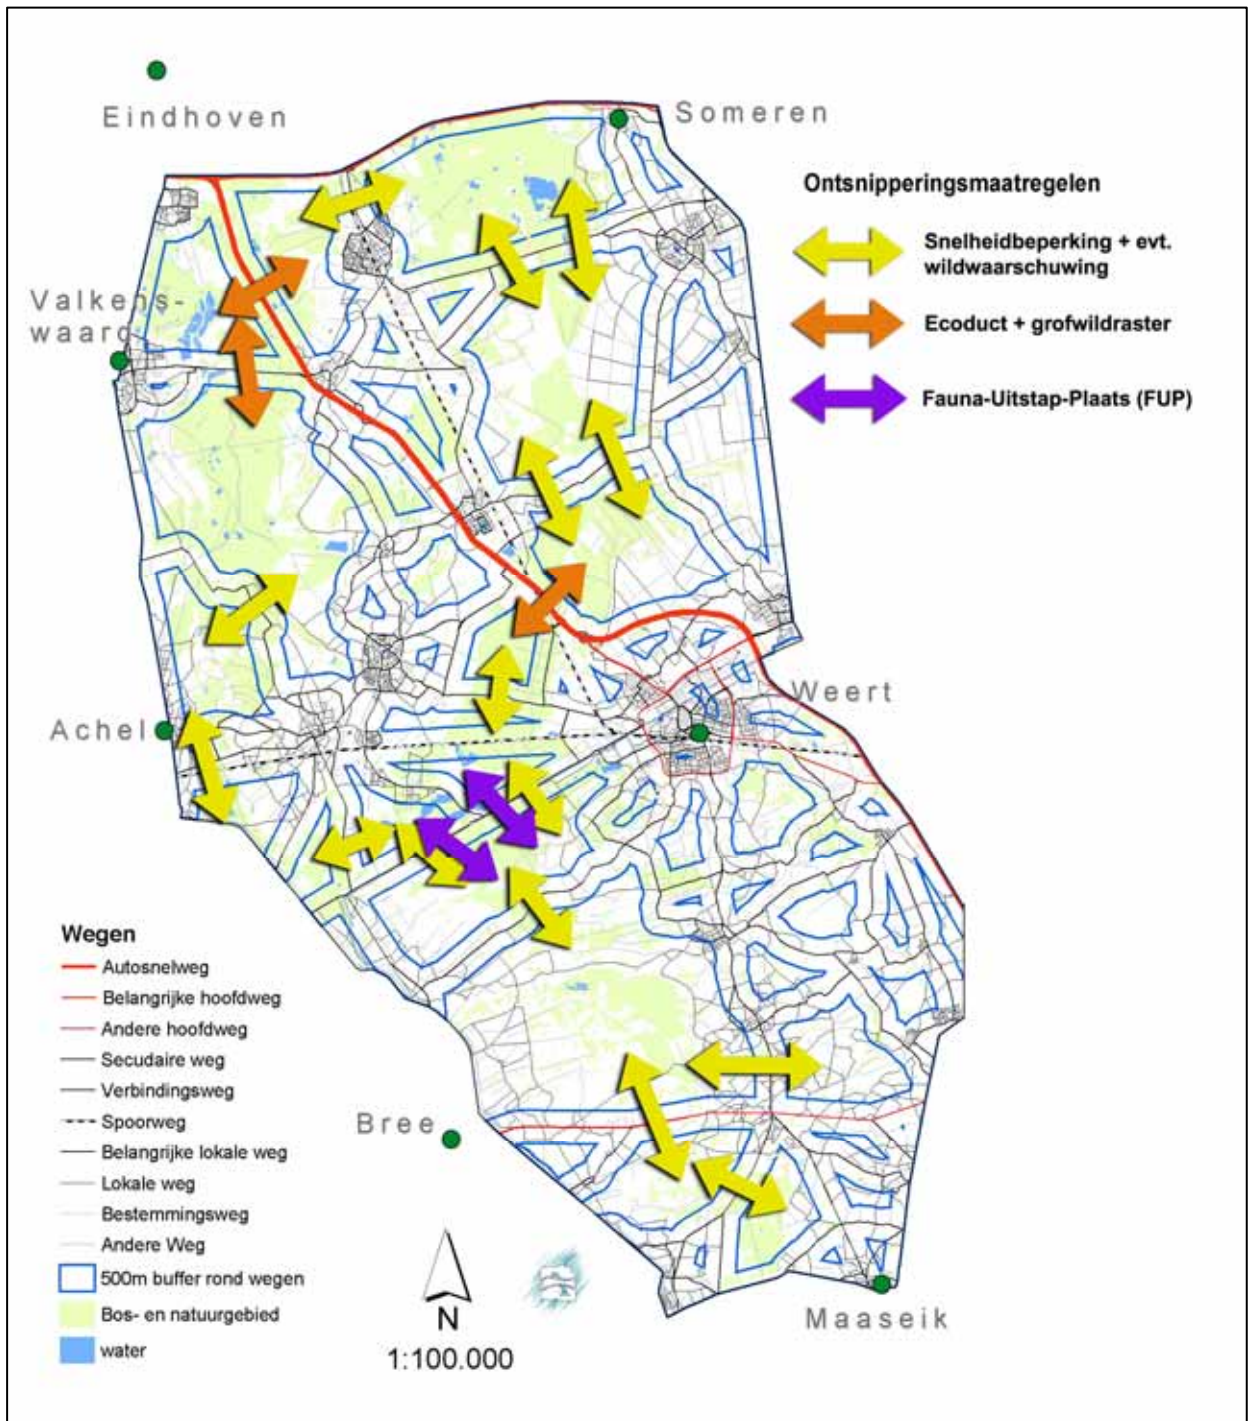 Eindhoven
Someren
Ontsnipperingsmaatregelen
Snelheidbeperking + evt.
wildwaarschuwing
Ecoduct + grofwildraster
Fauna-Uitstap-Plaats (FUP)
Valkens-
waard
Achel
Weert
Wegen
Autosnelweg
Belangrijke hoofdweg
Andere hoofdweg
Secudaire weg
Verbindingsweg
Spoorweg
Belangrijke lokale weg
Lokale weg
Bestemmingsweg
Andere Weg
500m buffer rond wegen
Bos- en natuurgebied
water
Bree
N
1:100.000
Maaseik